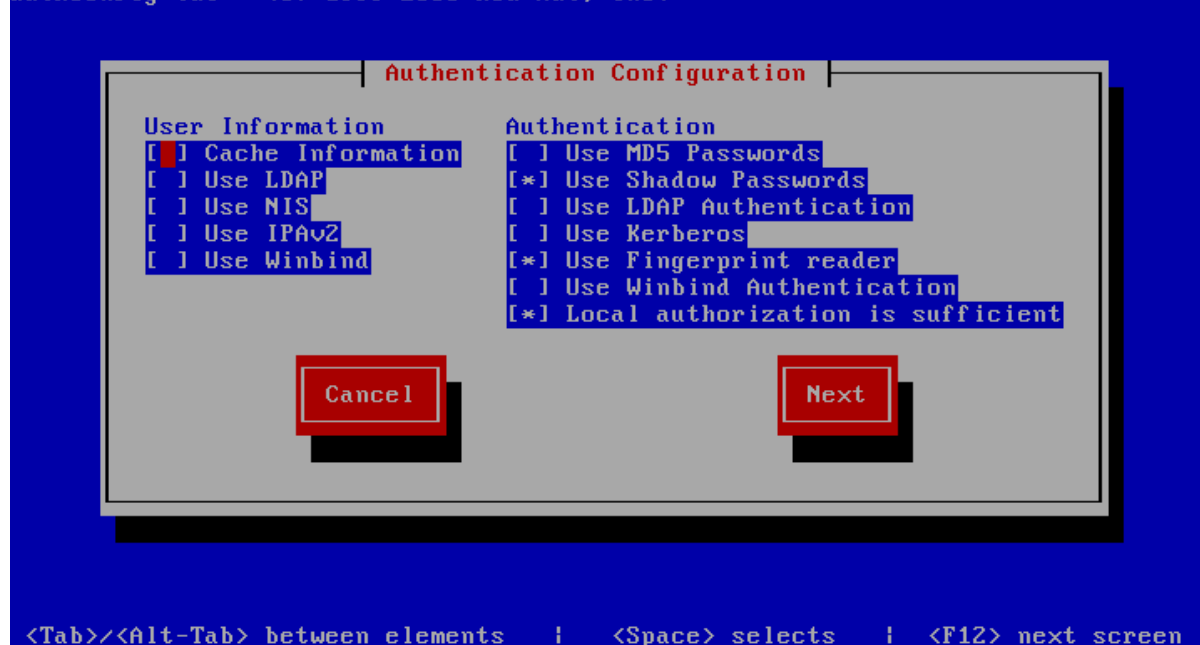 Authentication Configuration
User Information
[ ] Cache Information
[ ] Use LDAP
[ ] Use NIS
[ ] Use IPAv2
[ ] Use Winbind
Authentication
[ ] Use MD5 Passwords
[*] Use Shadow Passwords
[ ] Use LDAP Authentication
[ ] Use Kerberos
[*] Use Fingerprint reader
[ ] Use Winbind Authentication
[*] Local authorization is sufficient
Cancel
Next
<Tab>/<Alt-Tab> between elements | <Space> selects | <F12> next screen